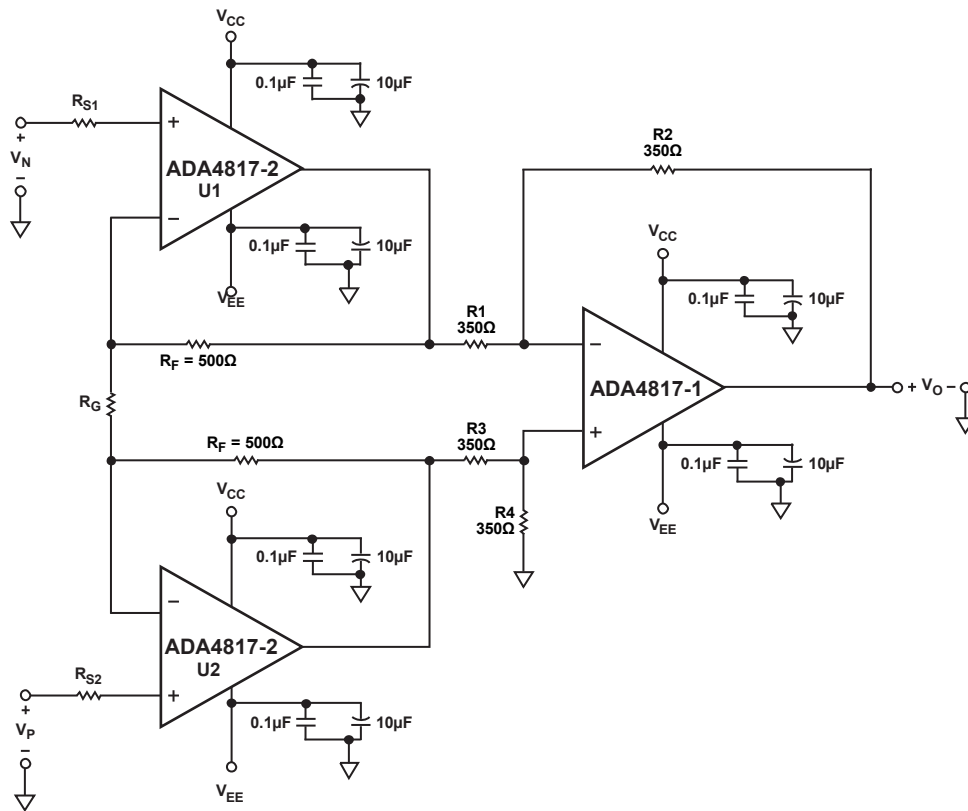 VCC
0.1µF
10µF
RS1
+
+
VN
−
ADA4817-2
U1
−
0.1µF
10µF
VEE
R2
350Ω
VCC
0.1µF
10µF
R1
350Ω
RF = 500Ω
−
ADA4817-1
+ VO −
RG
RF = 500Ω
R3
350Ω
+
0.1µF
10µF
VCC
R4
350Ω
VEE
0.1µF
10µF
−
ADA4817-2
U2
RS2
+
+
VP
−
0.1µF
10µF
VEE